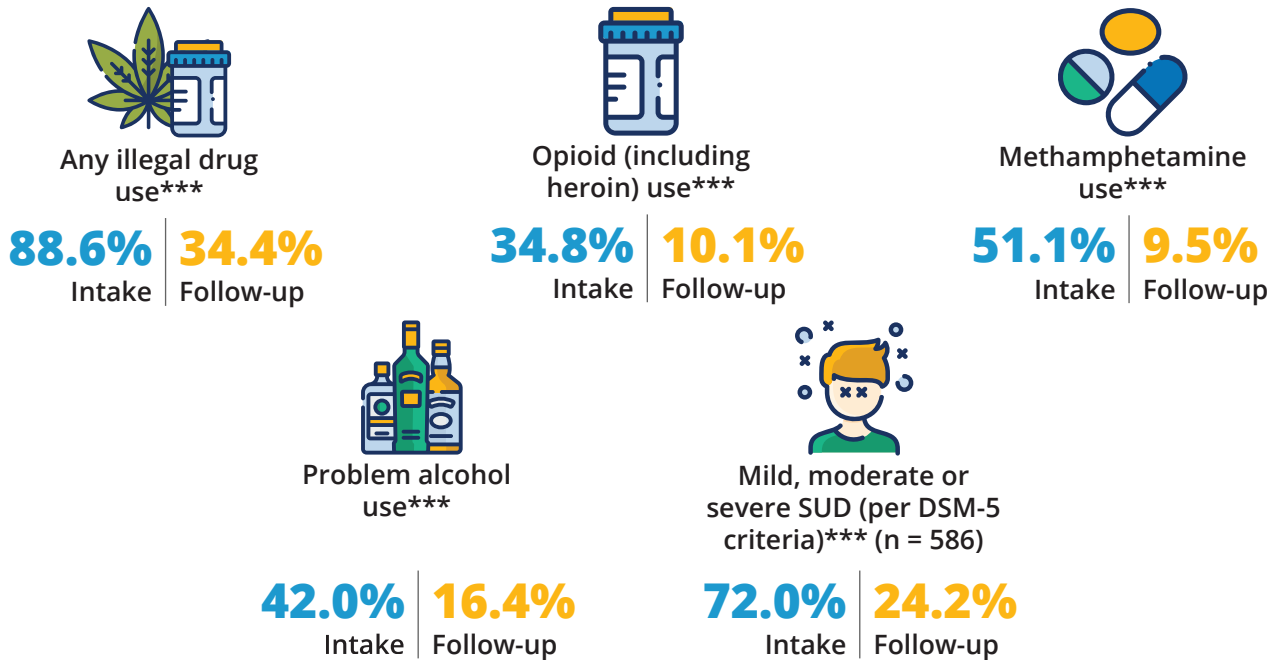 Any illegal drug
use***
88.6% 34.4%
Intake Follow-up
Opioid (including
heroin) use***
34.8% 10.1%
Intake Follow-up
Methamphetamine
use***
51.1% 9.5%
Intake Follow-up
Problem alcohol
use***
42.0% 16.4%
Intake Follow-up
Mild, moderate or
severe SUD (per DSM-5
criteria)*** (n = 586)
72.0% 24.2%
Intake Follow-up